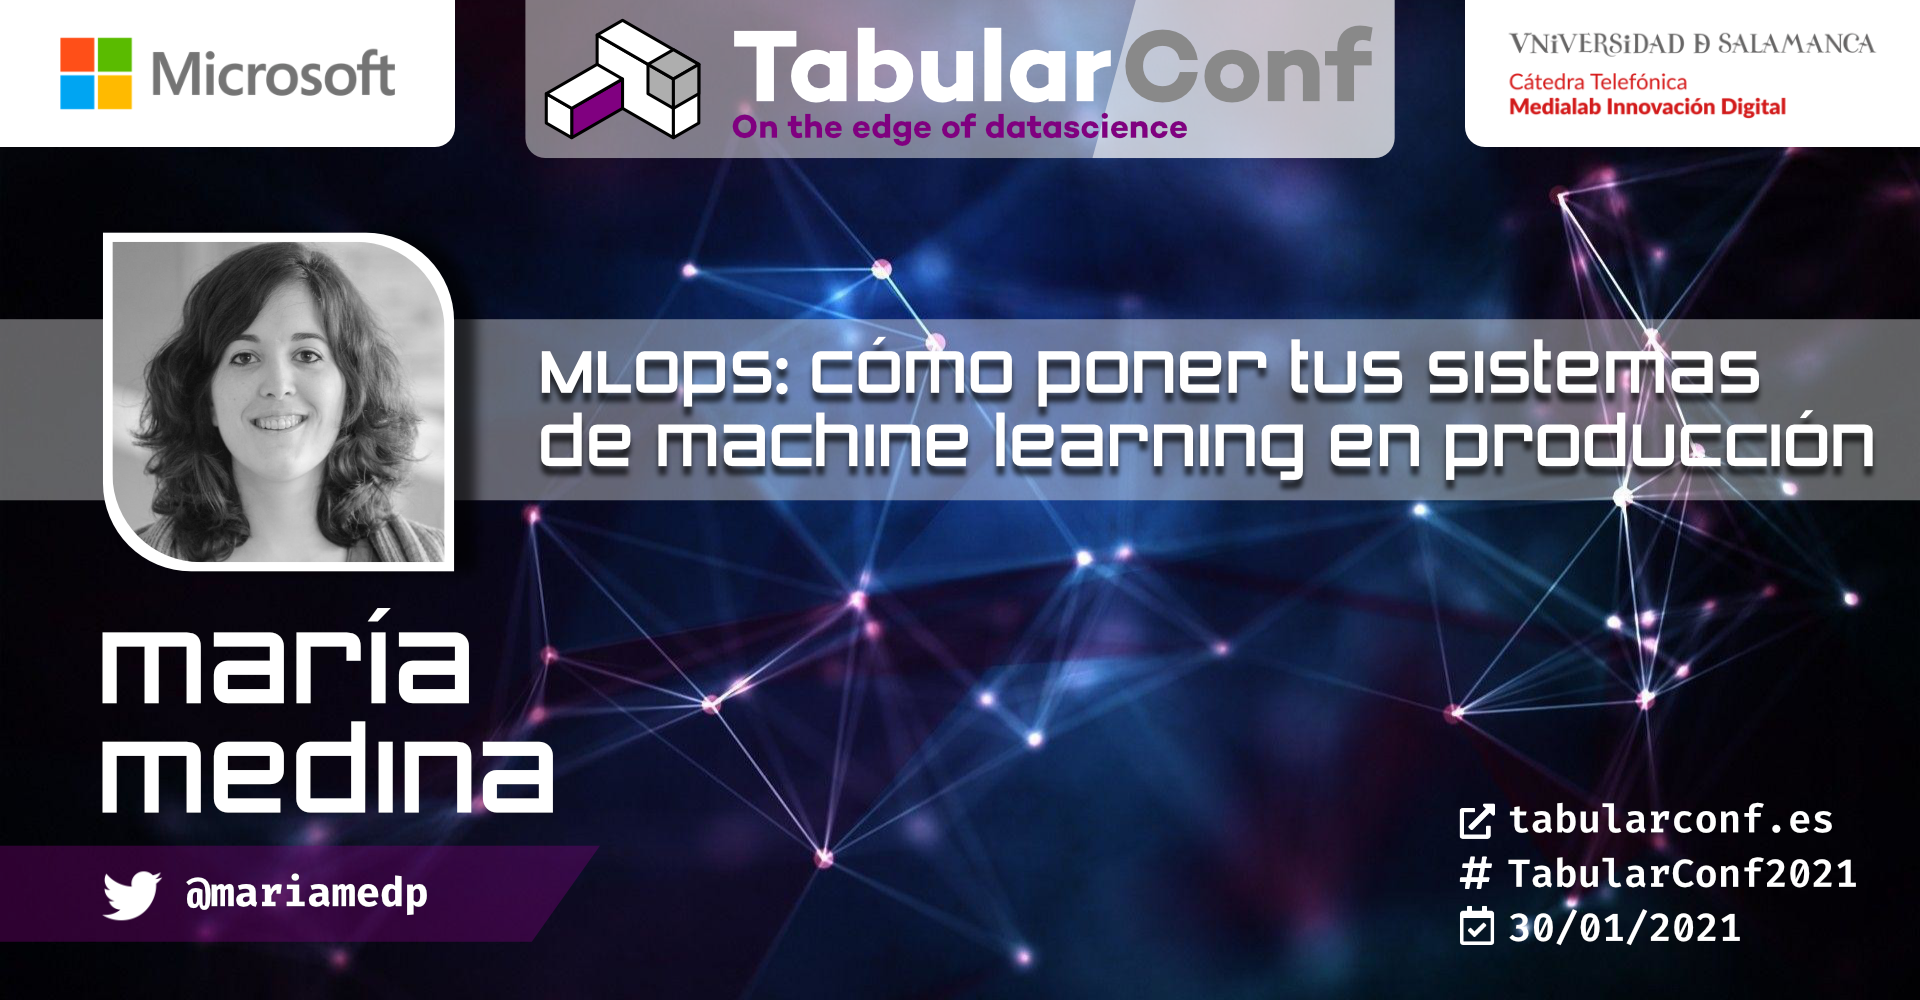 Microsoft
TabularConf
On the edge of datascience
VNiVERSiDAD Ð SALAMANCA
Cátedra Telefónica
Medialab Innovación Digital
MLOps: cómo poner tus sistemas
de machine learning en producción
maría
medina
@mariamedp
tabularconf.es
# TabularConf2021
30/01/2021